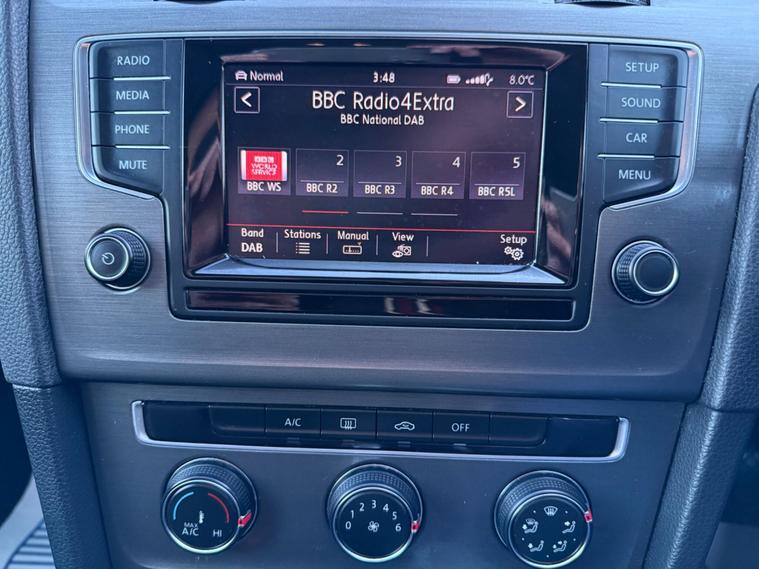 RADIO
MEDIA
PHONE
MUTE
Normal 3:48 8.0°C
BBC Radio4Extra
BBC National DAB
BBC WORLD SERVICE
BBC WS
2
BBC R2
3
BBC R3
4
BBC R4
5
BBC R5L
Band Stations Manual View Setup
DAB
SETUP
SOUND
CAR
MENU
A/C OFF
MAX
A/C HI
0 1 2 3 4 5 6